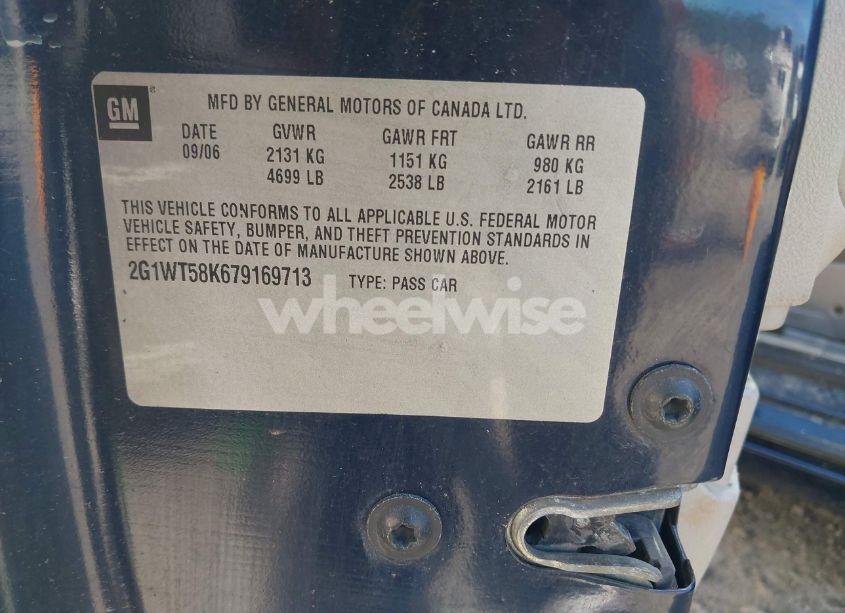 GM
MFD BY GENERAL MOTORS OF CANADA LTD.
DATE GVWR GAWR FRT GAWR RR
09/06 2131 KG 1151 KG 980 KG
4699 LB 2538 LB 2161 LB
THIS VEHICLE CONFORMS TO ALL APPLICABLE U.S. FEDERAL MOTOR
VEHICLE SAFETY, BUMPER, AND THEFT PREVENTION STANDARDS IN
EFFECT ON THE DATE OF MANUFACTURE SHOWN ABOVE.
2G1WT58K679169713 TYPE: PASS CAR
wheelwise